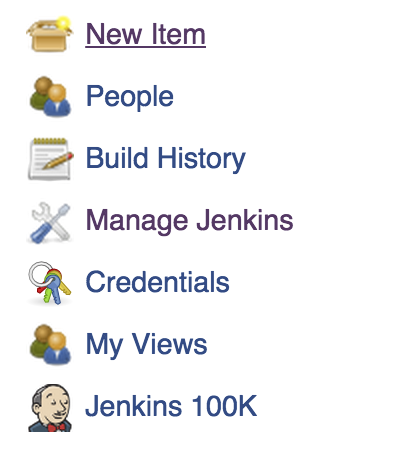 New Item
People
Build History
Manage Jenkins
Credentials
My Views
Jenkins 100K